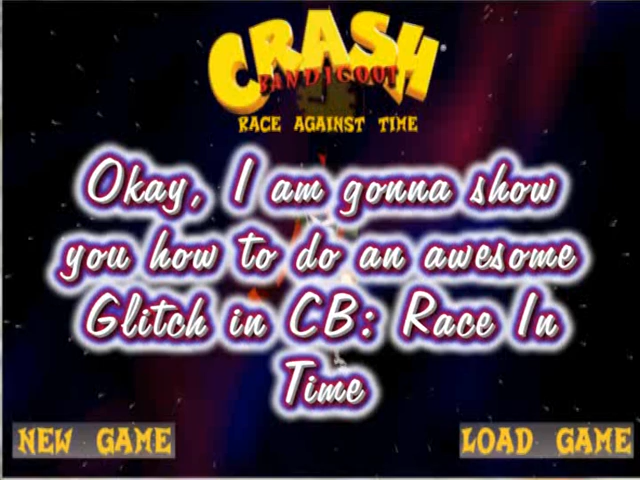 CRASH
BANDICOOT
RACE AGAINST TIME
Okay, I am gonna show
you how to do an awesome
Glitch in CB: Race In
Time
NEW GAME
LOAD GAME